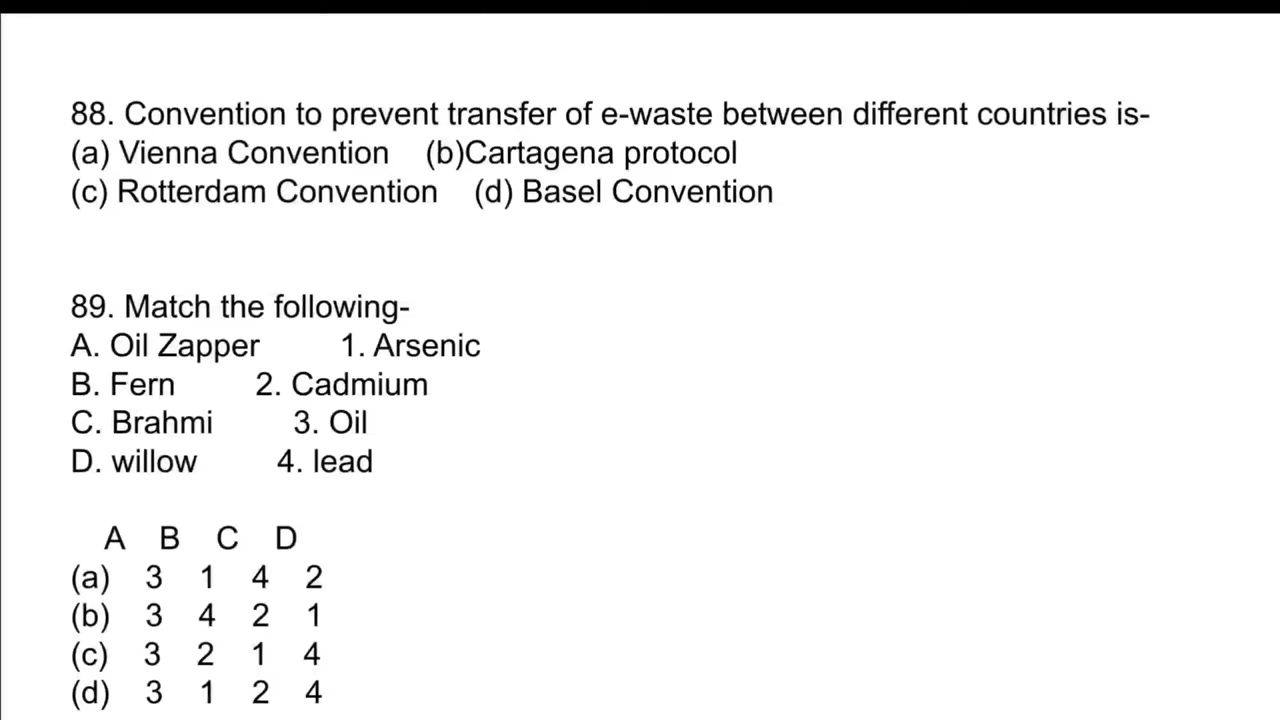 88. Convention to prevent transfer of e-waste between different countries is-
(a) Vienna Convention (b)Cartagena protocol
(c) Rotterdam Convention (d) Basel Convention
89. Match the following-
A. Oil Zapper 1. Arsenic
B. Fern 2. Cadmium
C. Brahmi 3. Oil
D. willow 4. lead
A B C D
(a) 3 1 4 2
(b) 3 4 2 1
(c) 3 2 1 4
(d) 3 1 2 4